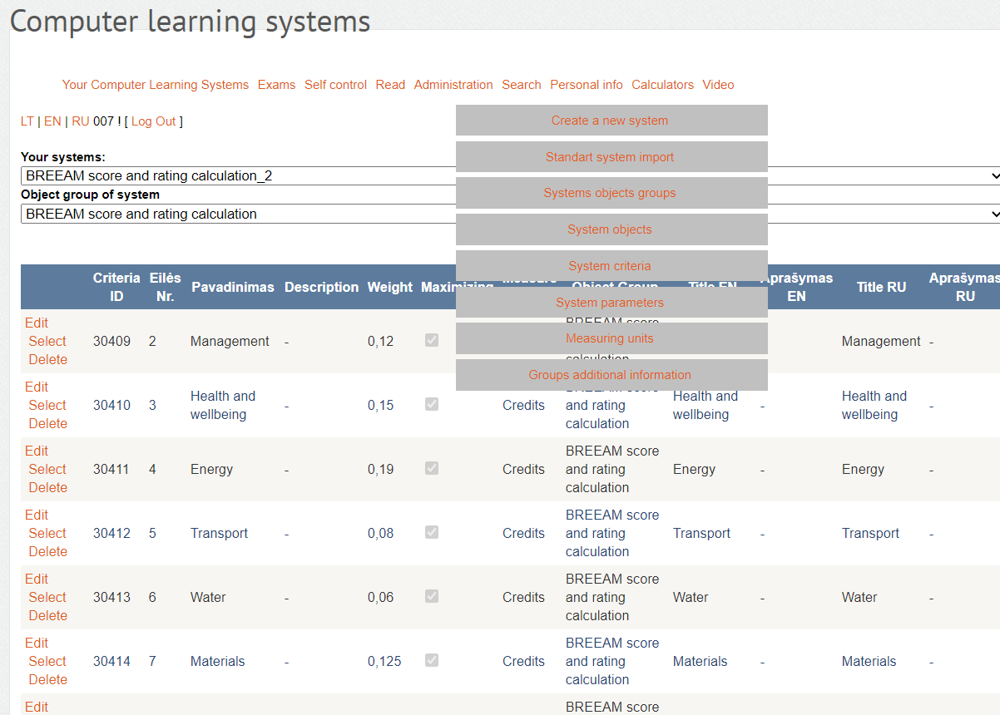 Computer learning systems
Your Computer Learning Systems Exams Self control Read Administration Search Personal info Calculators Video
LT | EN | RU 007 ! [ Log Out ]
Create a new system
Standart system import
Systems objects groups
System objects
System criteria
System parameters
Measuring units
Groups additional information
Your systems:
BREEAM score and rating calculation_2
Object group of system
BREEAM score and rating calculation
Criteria ID Eilės Nr. Pavadinimas Description Weight Maximizing Measure Object Group Title EN Aprašymas EN Title RU Aprašymas RU
Edit
Select 30409 2 Management - 0,12 BREEAM score calculation Management -
Delete
Edit
Select 30410 3 Health and wellbeing - 0,15 Credits BREEAM score and rating calculation Health and wellbeing - Health and wellbeing -
Delete
Edit
Select 30411 4 Energy - 0,19 Credits BREEAM score and rating calculation Energy - Energy -
Delete
Edit
Select 30412 5 Transport - 0,08 Credits BREEAM score and rating calculation Transport - Transport -
Delete
Edit
Select 30413 6 Water - 0,06 Credits BREEAM score and rating calculation Water - Water -
Delete
Edit
Select 30414 7 Materials - 0,125 Credits BREEAM score and rating calculation Materials - Materials -
Delete
Edit BREEAM score